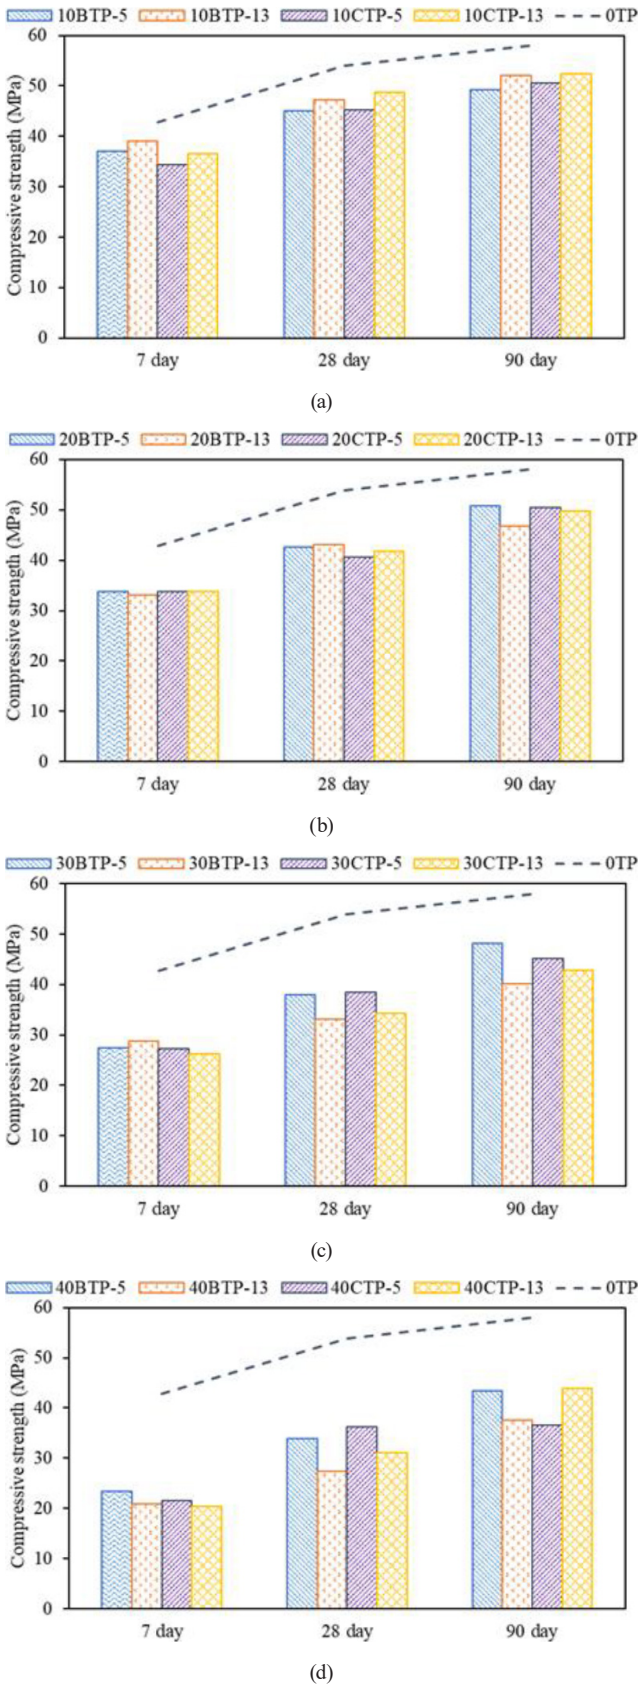 10BTP-5 10BTP-13 10CTP-5 10CTP-13 0TP
Compressive strength (MPa)
60
50
40
30
20
10
0
7 day 28 day 90 day
(a)
20BTP-5 20BTP-13 20CTP-5 20CTP-13 0TP
Compressive strength (MPa)
60
50
40
30
20
10
0
7 day 28 day 90 day
(b)
30BTP-5 30BTP-13 30CTP-5 30CTP-13 0TP
Compressive strength (MPa)
60
50
40
30
20
10
0
7 day 28 day 90 day
(c)
40BTP-5 40BTP-13 40CTP-5 40CTP-13 0TP
Compressive strength (MPa)
60
50
40
30
20
10
0
7 day 28 day 90 day
(d)